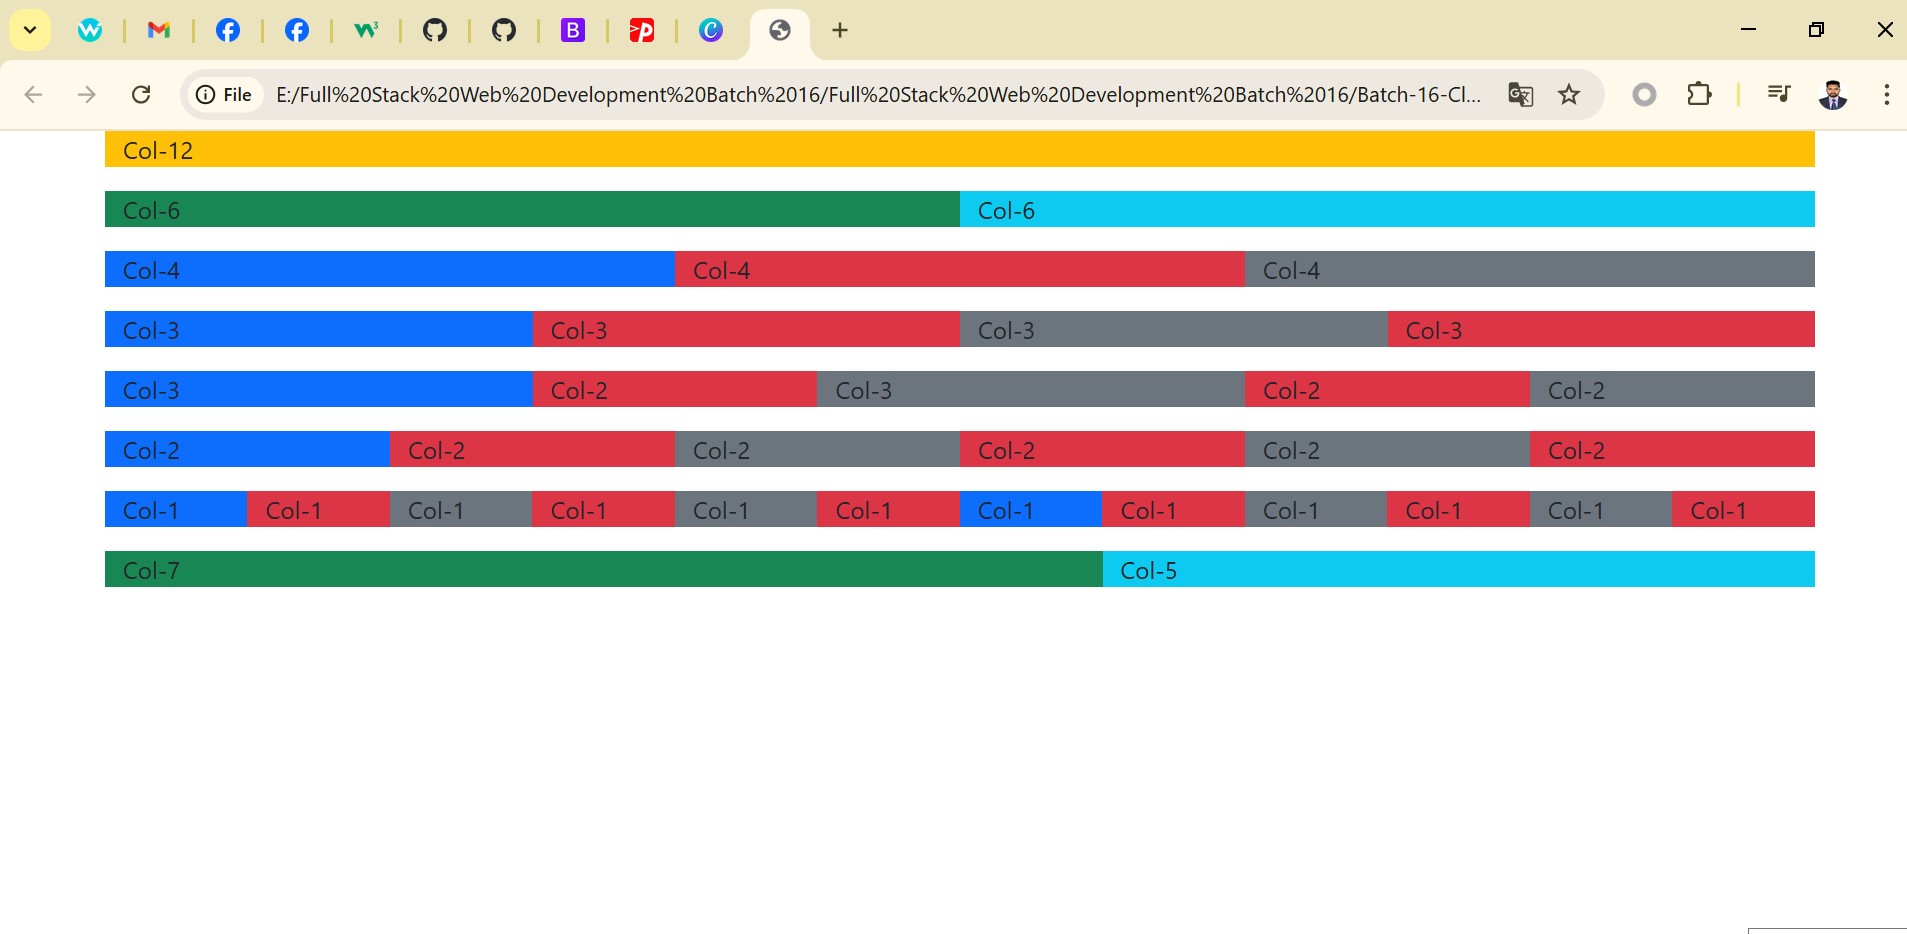 File E:/Full%20Stack%20Web%20Development%20Batch%2016/Full%20Stack%20Web%20Development%20Batch%2016/Batch-16-Cl...
Col-12
Col-6 Col-6
Col-4 Col-4 Col-4
Col-3 Col-3 Col-3 Col-3
Col-3 Col-2 Col-3 Col-2 Col-2
Col-2 Col-2 Col-2 Col-2 Col-2 Col-2
Col-1 Col-1 Col-1 Col-1 Col-1 Col-1 Col-1 Col-1 Col-1 Col-1 Col-1 Col-1
Col-7 Col-5